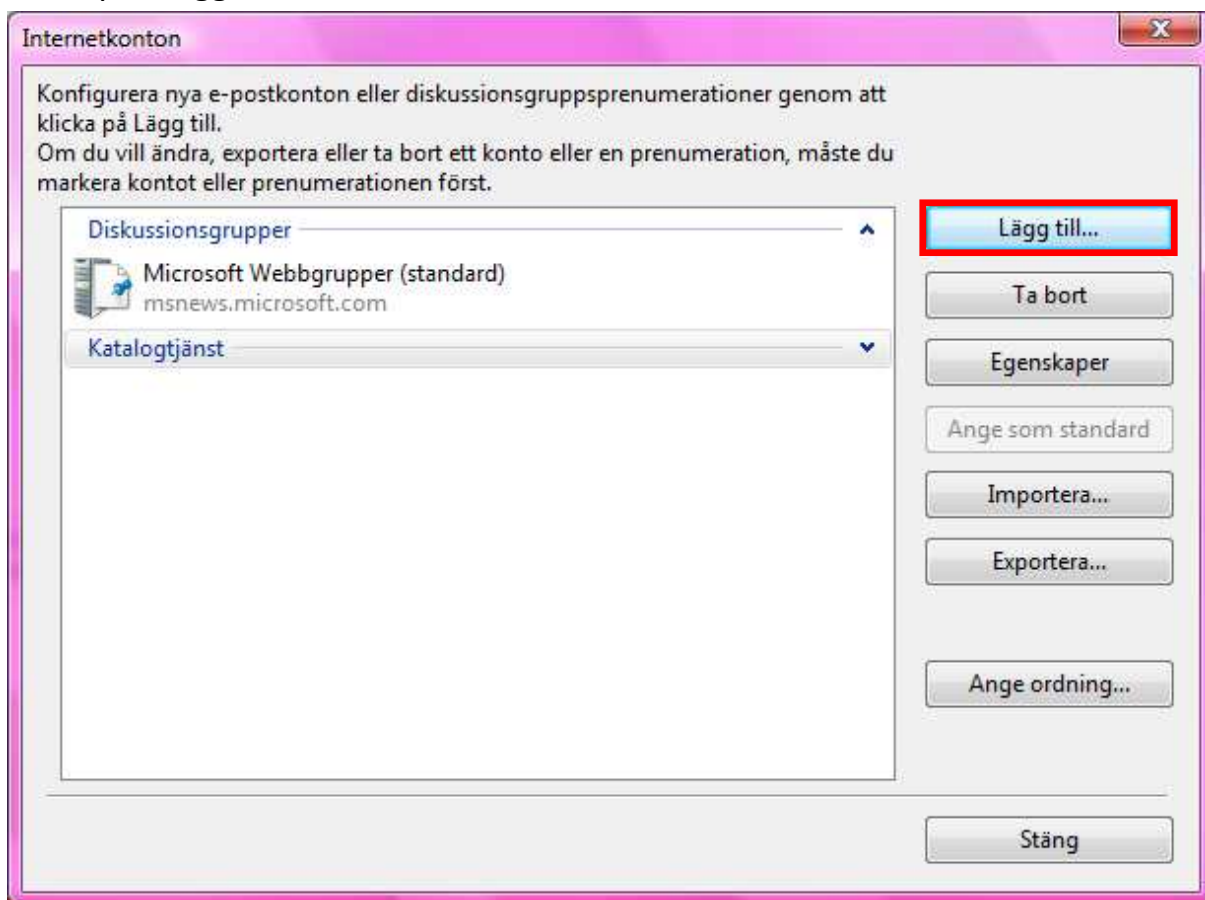 Internetkonton
Konfigurera nya e-postkonton eller diskussionsgruppsprenumerationer genom att
klicka på Lägg till.
Om du vill ändra, exportera eller ta bort ett konto eller en prenumeration, måste du
markera kontot eller prenumerationen först.
Diskussionsgrupper
Microsoft Webbgrupper (standard)
msnews.microsoft.com
Katalogtjänst
Lägg till...
Ta bort
Egenskaper
Ange som standard
Importera...
Exportera...
Ange ordning...
Stäng